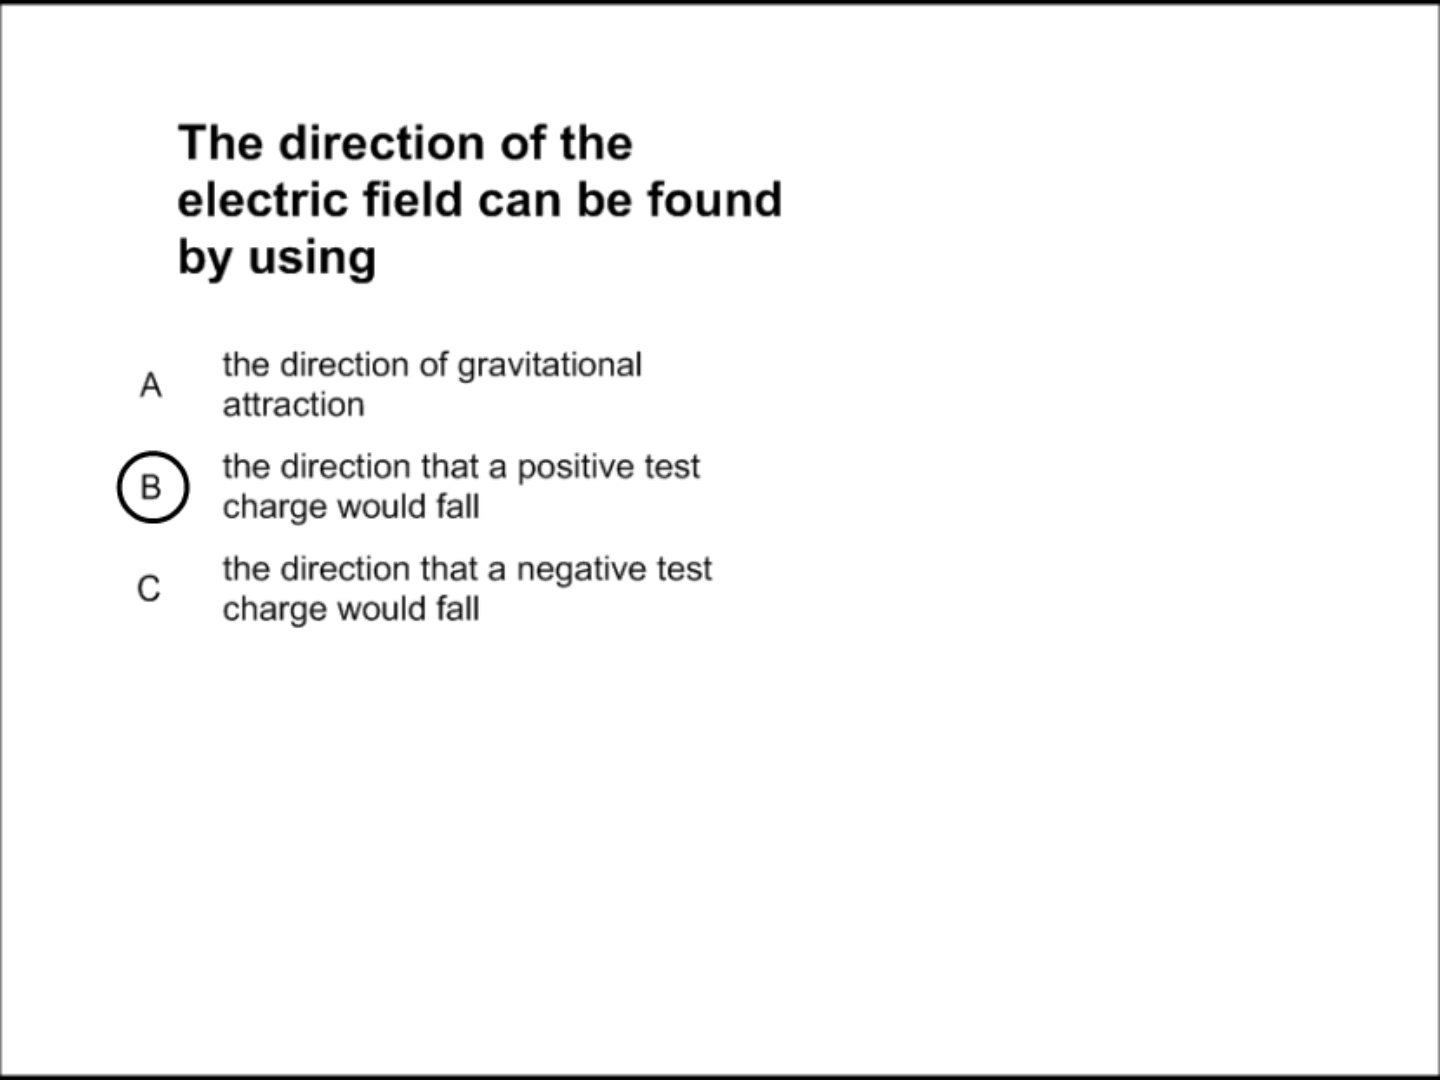 The direction of the
electric field can be found
by using
A
the direction of gravitational
attraction
B
the direction that a positive test
charge would fall
C
the direction that a negative test
charge would fall